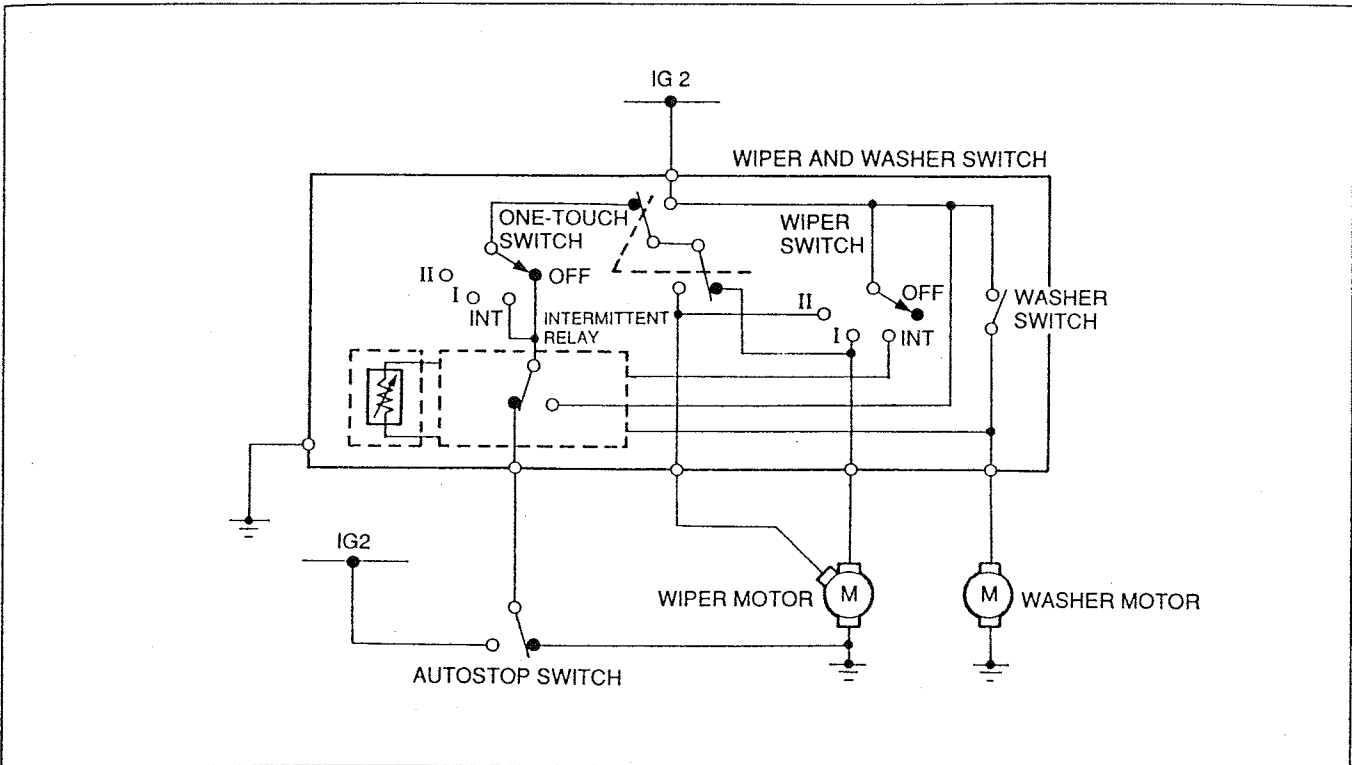 IG 2
WIPER AND WASHER SWITCH
ONE-TOUCH
SWITCH
WIPER
SWITCH
II
OFF
I
INT
INTERMITTENT
RELAY
II
OFF
I
INT
WASHER
SWITCH
IG2
WIPER MOTOR
M
M
WASHER MOTOR
AUTOSTOP SWITCH